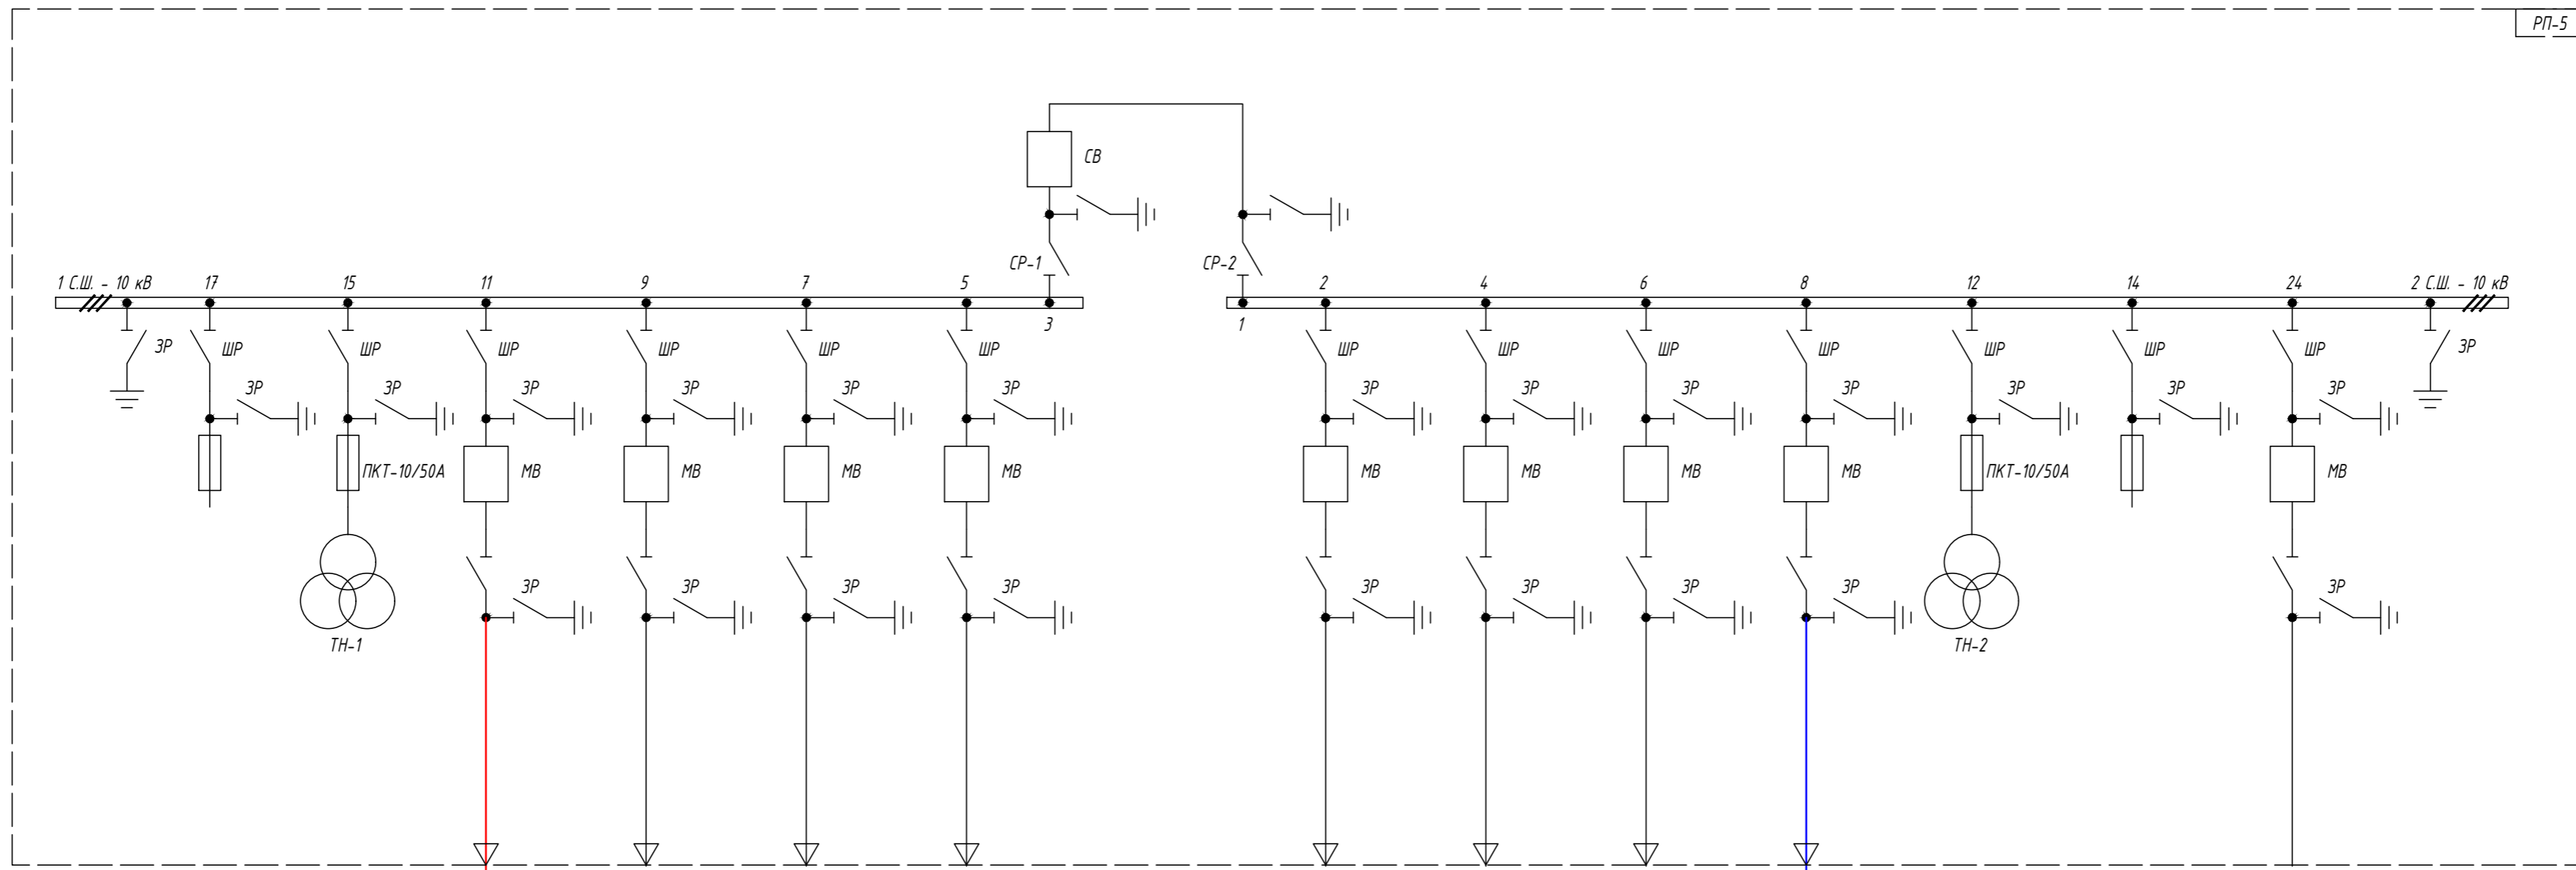 РП-5
СВ
СР-1
СР-2
1 С.Ш. - 10 кВ
17
15
11
9
7
5
2
4
6
8
12
14
24
2 С.Ш. - 10 кВ
3
1
ЗР
ШР
ШР
ШР
ШР
ШР
ШР
ШР
ШР
ШР
ШР
ШР
ШР
ШР
ЗР
ЗР
ЗР
ЗР
ЗР
ЗР
ЗР
ЗР
ЗР
ЗР
ЗР
ЗР
ЗР
ЗР
ПКТ-10/50А
МВ
МВ
МВ
МВ
МВ
МВ
МВ
МВ
ПКТ-10/50А
МВ
ЗР
ЗР
ЗР
ЗР
ЗР
ЗР
ЗР
ЗР
ЗР
ТН-1
ТН-2